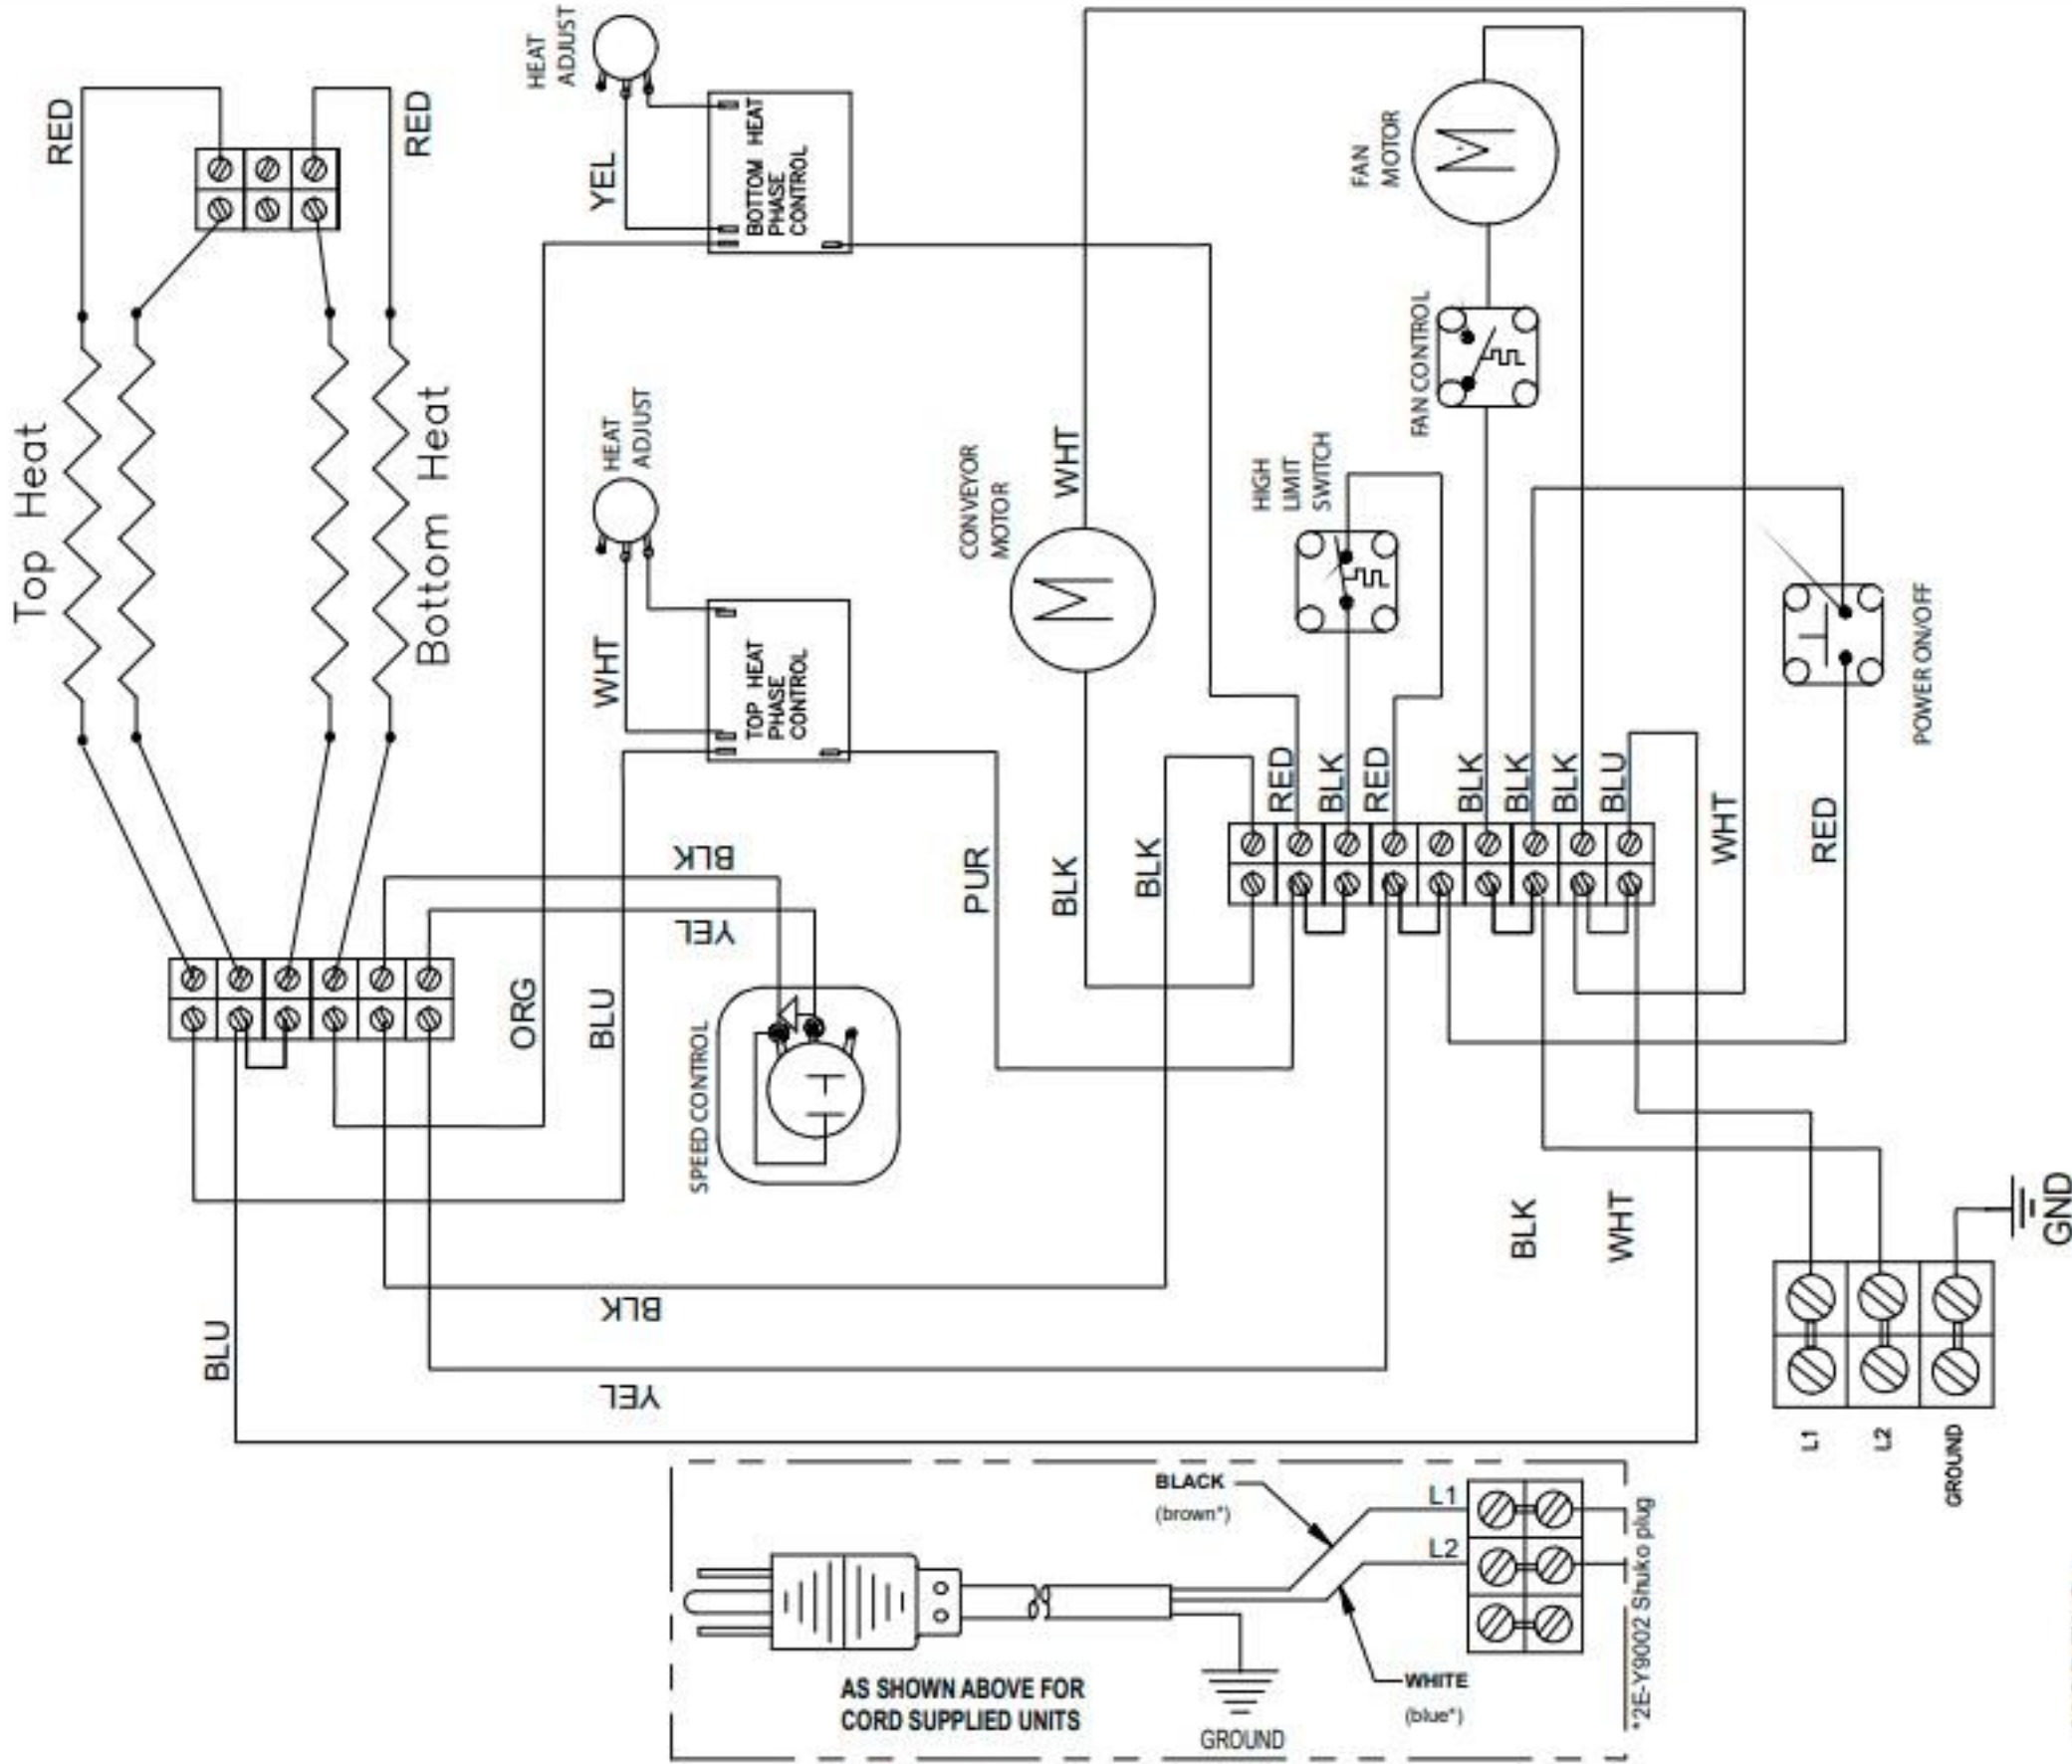 HEAT
ADJUST
RED
RED
YEL
BOTTOM HEAT
PHASE
CONTROL
FAN
MOTOR
M
Top Heat
Bottom Heat
HEAT
ADJUST
FAN CONTROL
CONVEYOR
MOTOR
WHT
HIGH
LIMIT
SWITCH
M
WHT
TOP HEAT
PHASE
CONTROL
POWER ON/OFF
RED
BLK
RED
BLK
BLK
BLK
BLU
BLK
YEL
PUR
BLK
BLK
WHT
RED
ORG
BLU
SPEED CONTROL
BLK
WHT
GND
BLU
BLK
YEL
L1
L2
GROUND
BLACK
(brown*)
L1
L2
WHITE
(blue*)
GROUND
AS SHOWN ABOVE FOR
CORD SUPPLIED UNITS
*2E-Y9002 Shuko plug